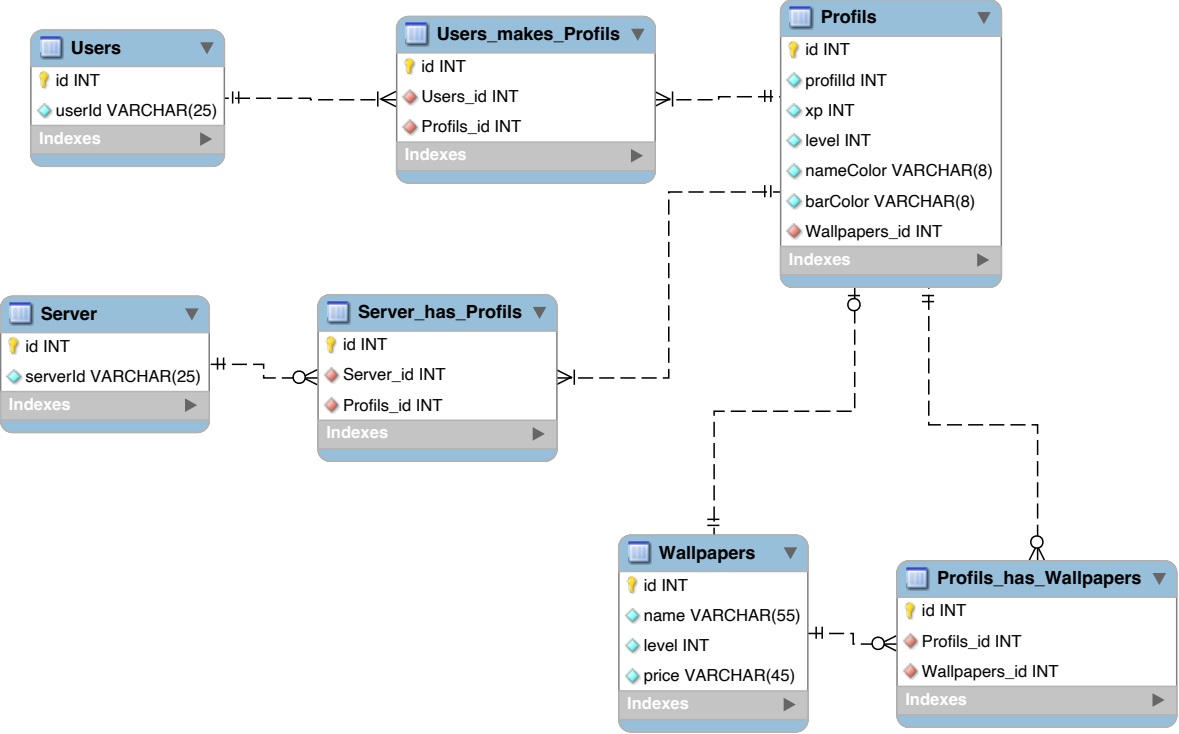 Users
id INT
userId VARCHAR(25)
Indexes
Users_makes_Profils
id INT
Users_id INT
Profils_id INT
Indexes
Profils
id INT
profilId INT
xp INT
level INT
nameColor VARCHAR(8)
barColor VARCHAR(8)
Wallpapers_id INT
Indexes
Server
id INT
serverId VARCHAR(25)
Indexes
Server_has_Profils
id INT
Server_id INT
Profils_id INT
Indexes
Wallpapers
id INT
name VARCHAR(55)
level INT
price VARCHAR(45)
Indexes
Profils_has_Wallpapers
id INT
Profils_id INT
Wallpapers_id INT
Indexes